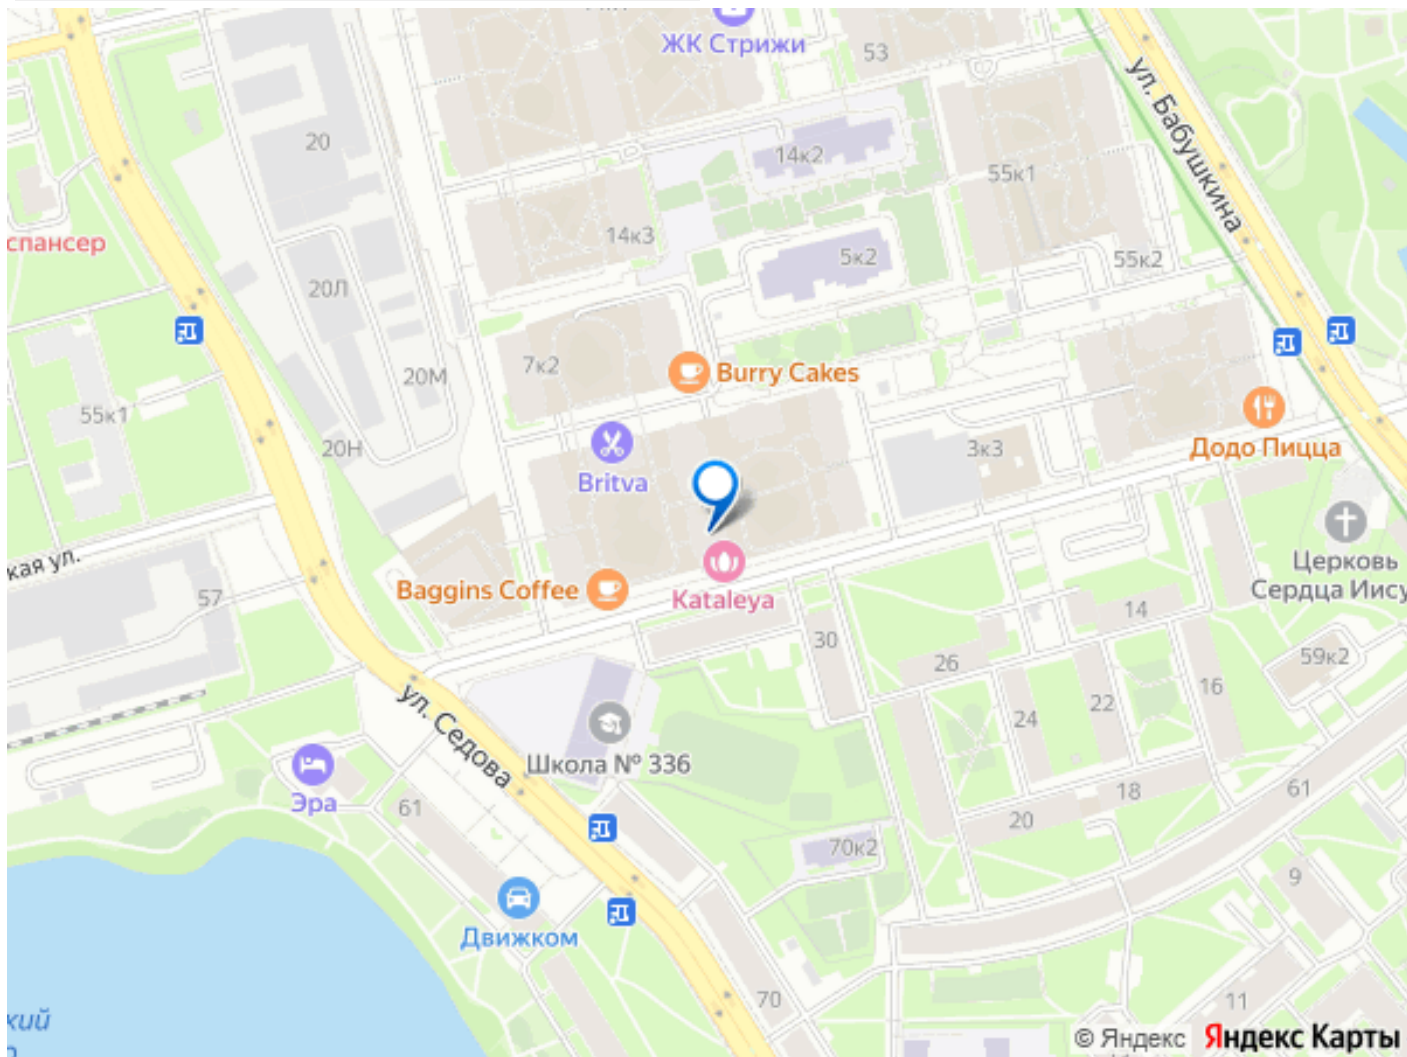 ЖК Стрижи
53
ул. Бабушкина
20
14к2
55к1
спансер
14к3
5к2
55к2
20Л
7к2
Burry Cakes
20М
55к1
Додо Пицца
20Н
3к3
Britva
кая ул.
Церковь
Сердца Иису
Baggins Coffee
Kataleya
57
14
30
26
59к2
16
22
24
ул. Седова
Школа № 336
Эра
61
18
61
20
70к2
9
Движком
70
11
кий
© Яндекс Яндекс Карты